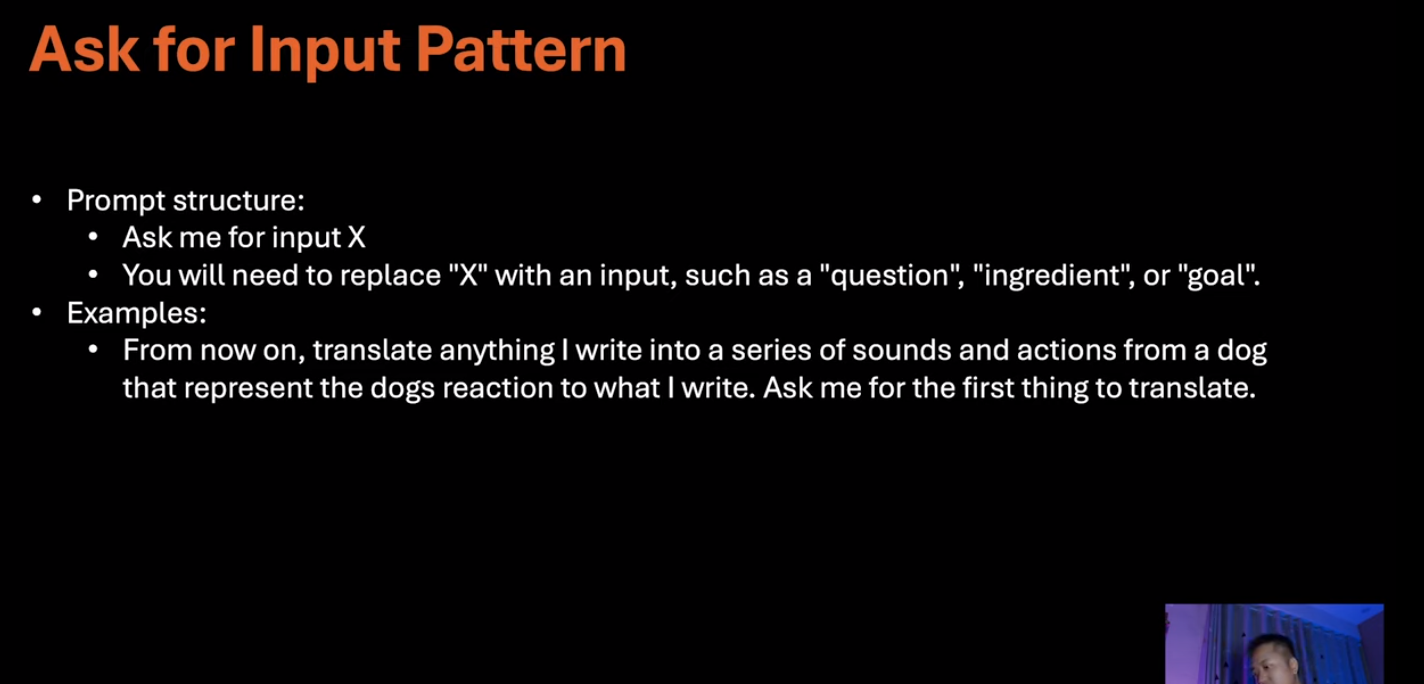 Ask for Input Pattern
• Prompt structure:
• Ask me for input X
• You will need to replace "X" with an input, such as a "question", "ingredient", or "goal".
• Examples:
• From now on, translate anything I write into a series of sounds and actions from a dog
that represent the dogs reaction to what I write. Ask me for the first thing to translate.